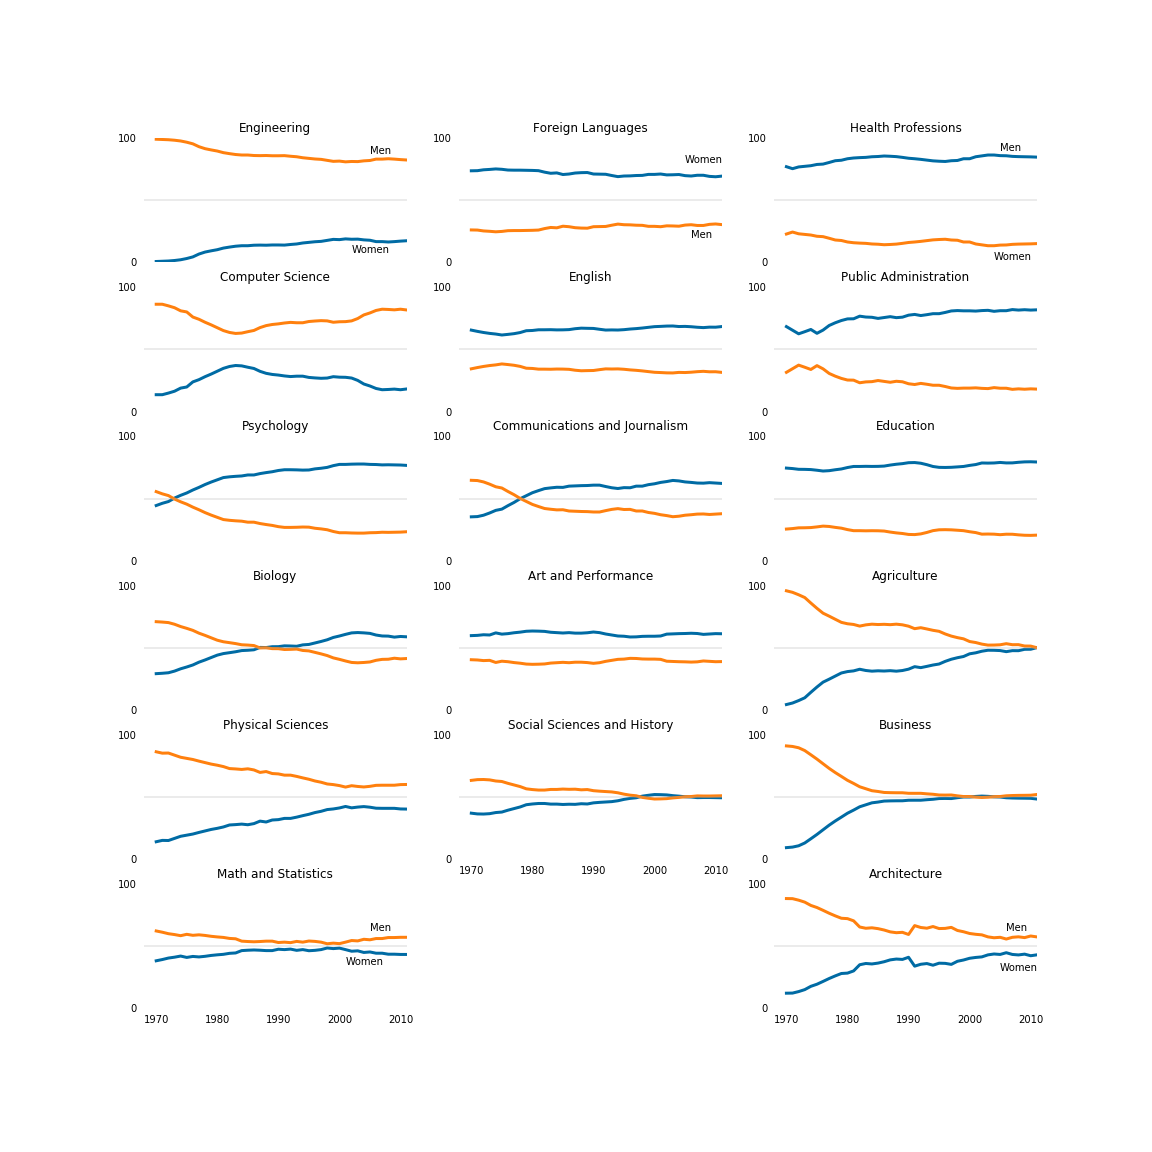 Engineering
100
Men
Women
0
Foreign Languages
100
Women
Men
0
Health Professions
100
Men
Women
0
Computer Science
100
0
English
100
0
Public Administration
100
0
Psychology
100
0
Communications and Journalism
100
0
Education
100
0
Biology
100
0
Art and Performance
100
0
Agriculture
100
0
Physical Sciences
100
0
Social Sciences and History
100
0
1970 1980 1990 2000 2010
Business
100
0
Math and Statistics
100
Men
Women
0
1970 1980 1990 2000 2010
Architecture
100
Men
Women
0
1970 1980 1990 2000 2010